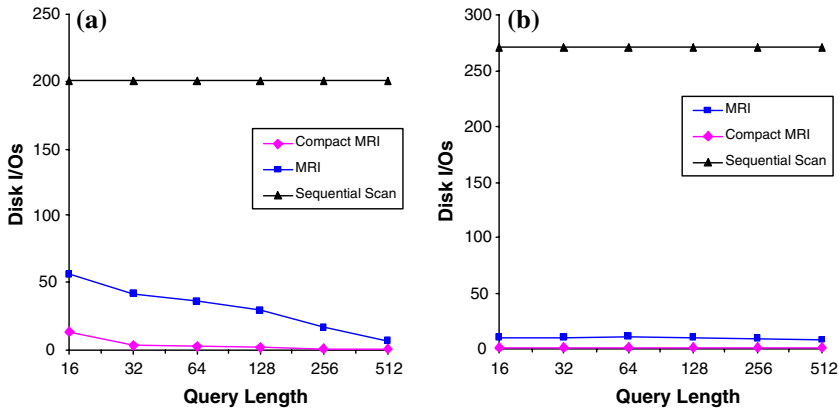 (a)
250
200
150
100
50
0
Disk I/Os
Compact MRI
MRI
Sequential Scan
16 32 64 128 256 512
Query Length
(b)
300
250
200
150
100
50
0
Disk I/Os
MRI
Compact MRI
Sequential Scan
16 32 64 128 256 512
Query Length